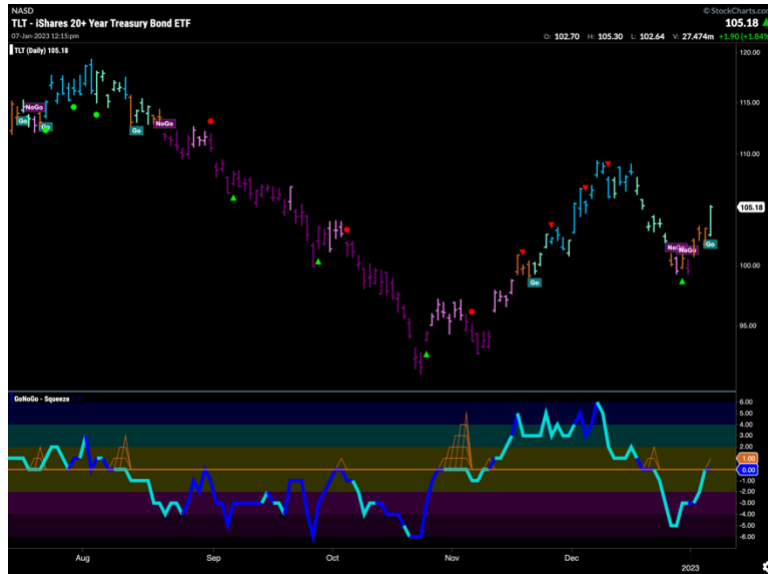 NASD
© StockCharts.com
TLT - iShares 20+ Year Treasury Bond ETF
105.18
07-Jan-2023 12:15:pm
O: 102.70 H: 105.30 L: 102.64 V: 27.474m +1.90 (+1.84%
TLT (Daily) 105.18
120.00
115.00
110.00
105.18
100.00
95.00
NoGo
Go
Go
Go
NoGo
Go
NoGo
NoGo
Go
GoNoGo - Squeeze
6.00
5.00
4.00
3.00
2.00
1.00
0.00
-1.00
-2.00
-3.00
-4.00
-5.00
-6.00
Aug Sep Oct Nov Dec
2023